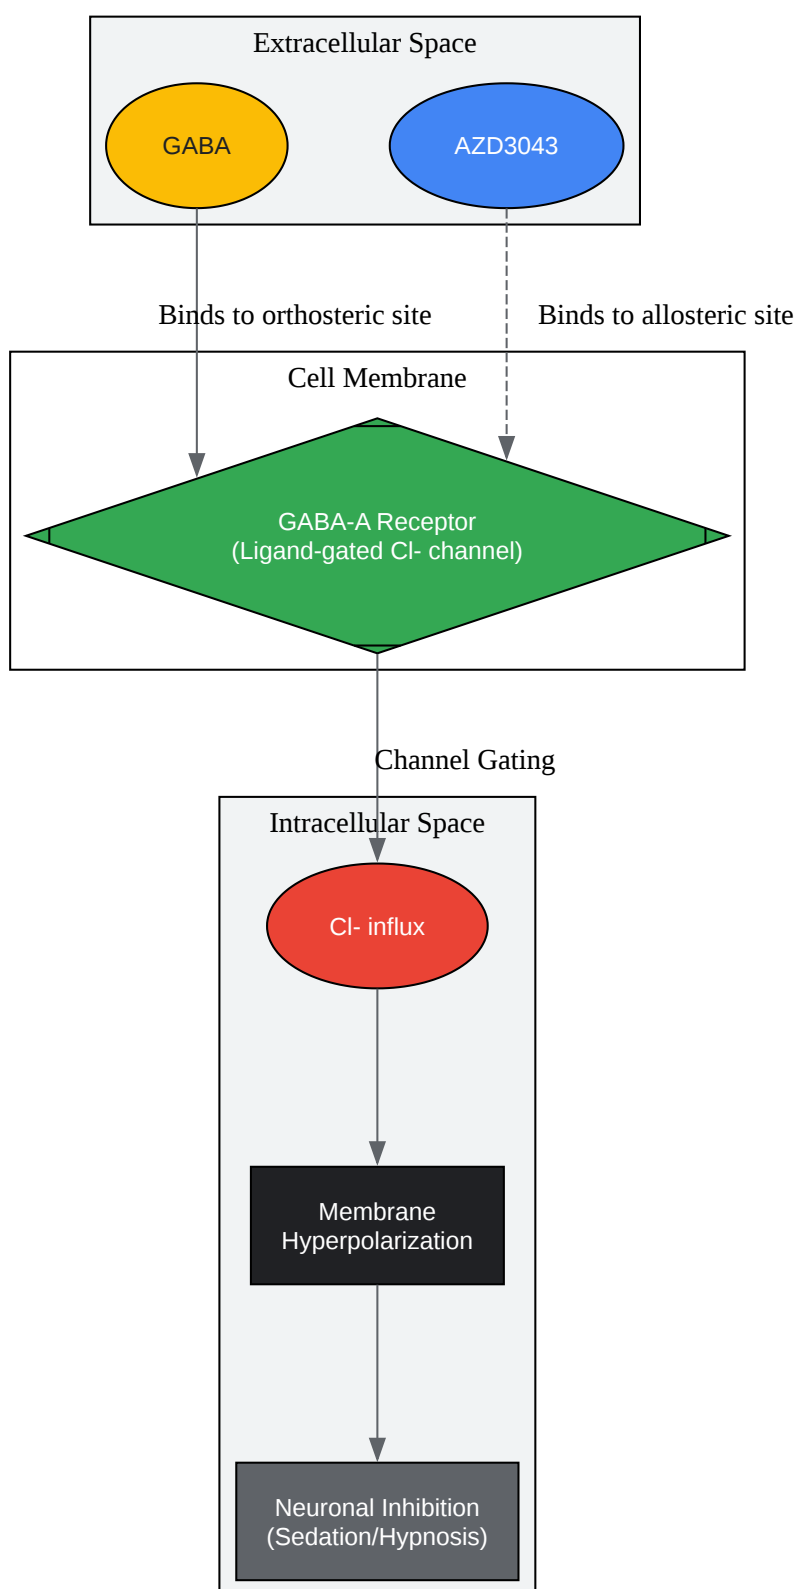 Extracellular Space
GABA
AZD3043
Binds to orthosteric site
Binds to allosteric site
Cell Membrane
GABA-A Receptor
(Ligand-gated Cl- channel)
Channel Gating
Intracellular Space
Cl- influx
Membrane
Hyperpolarization
Neuronal Inhibition
(Sedation/Hypnosis)